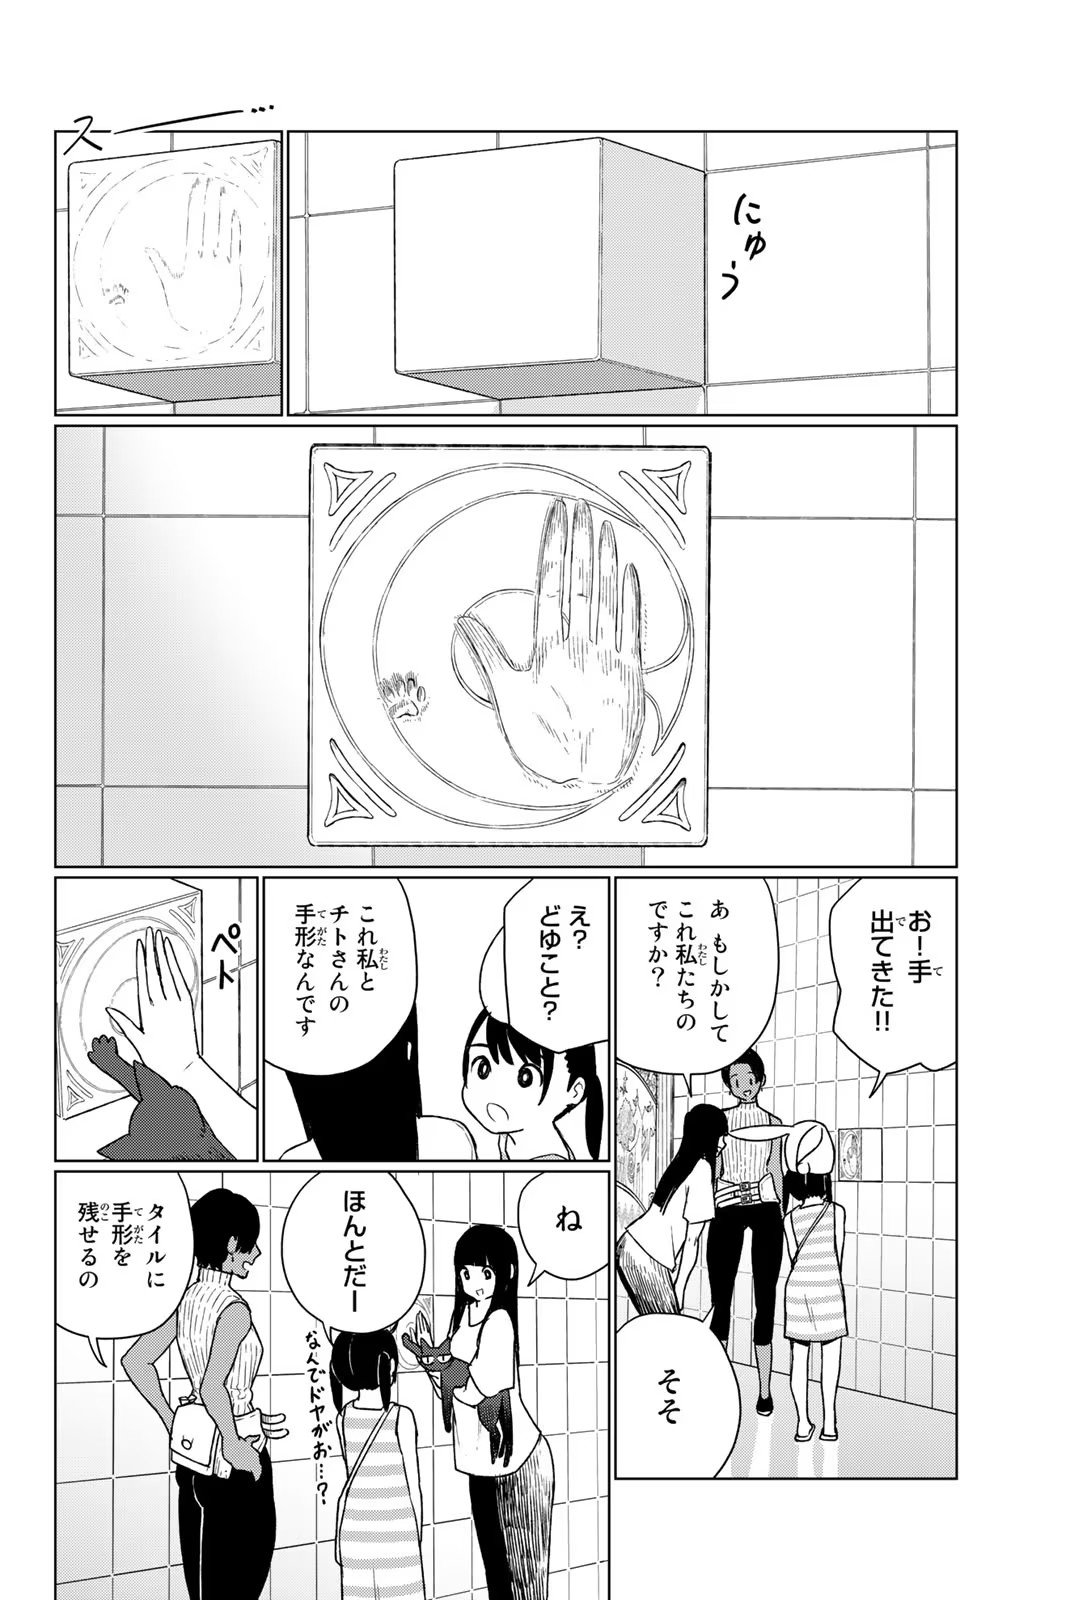 にゅう
スー…
お！手
出てきた!!
あ もしかして
これ私たちの
ですか？
そそ
え？
どゆこと？
これ私と
チトさんの
手形なんです
ペト
ね
ほんとだー
なんでドヤがお…？
タイルに
手形を
残せるの